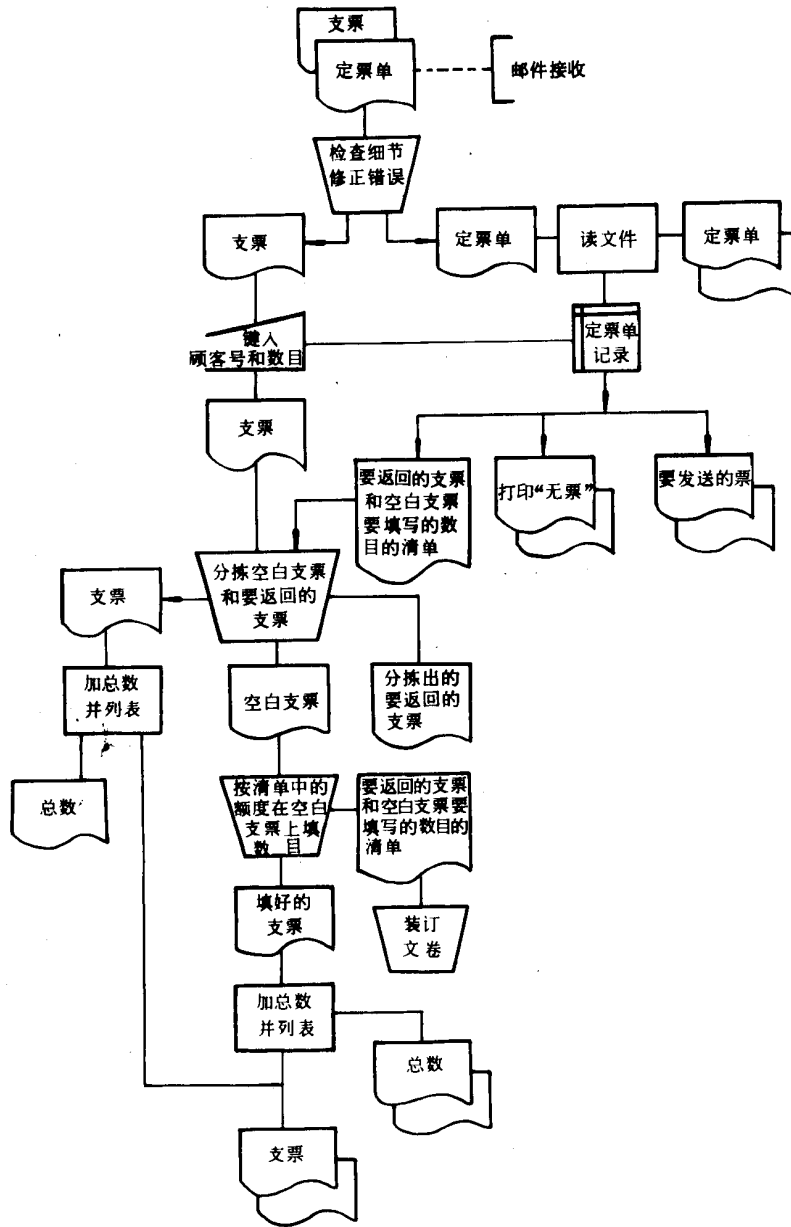 支票
定票单
邮件接收
检查细节
修正错误
支票
定票单
读文件
定票单
键入
顾客号和数目
定票单
记录
支票
要返回的支票
和空白支票
要填写的数
目的清单
打印“无票”
要发送的票
分拣空白支票
和要返回的
支票
支票
加总数
并列表
空白支票
分拣出的
要返回的
支票
总数
按清单中的
额度在空白
支票上填
数目
要返回的支票
和空白支票要
填写的数目的
清单
填好的
支票
装订
文卷
加总数
并列表
总数
支票